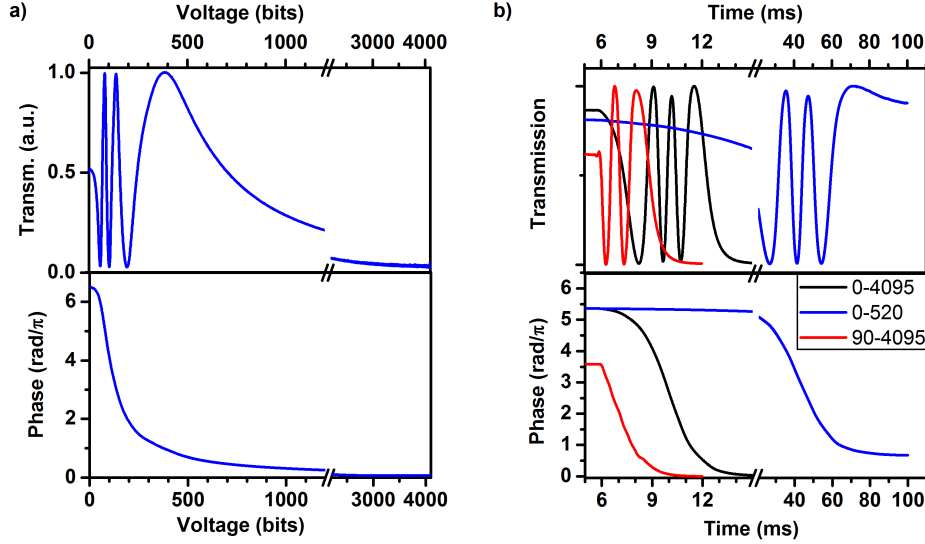 a)
Voltage (bits)
0 500 1000 3000 4000
Transm. (a.u.)
1.0
0.5
0.0
Phase (rad/π)
6
4
2
0
0 500 1000 3000 4000
Voltage (bits)
b)
Time (ms)
6 9 12 40 60 80 100
Transmission
Phase (rad/π)
6
5
4
3
2
1
0
0-4095
0-520
90-4095
6 9 12 40 60 80 100
Time (ms)